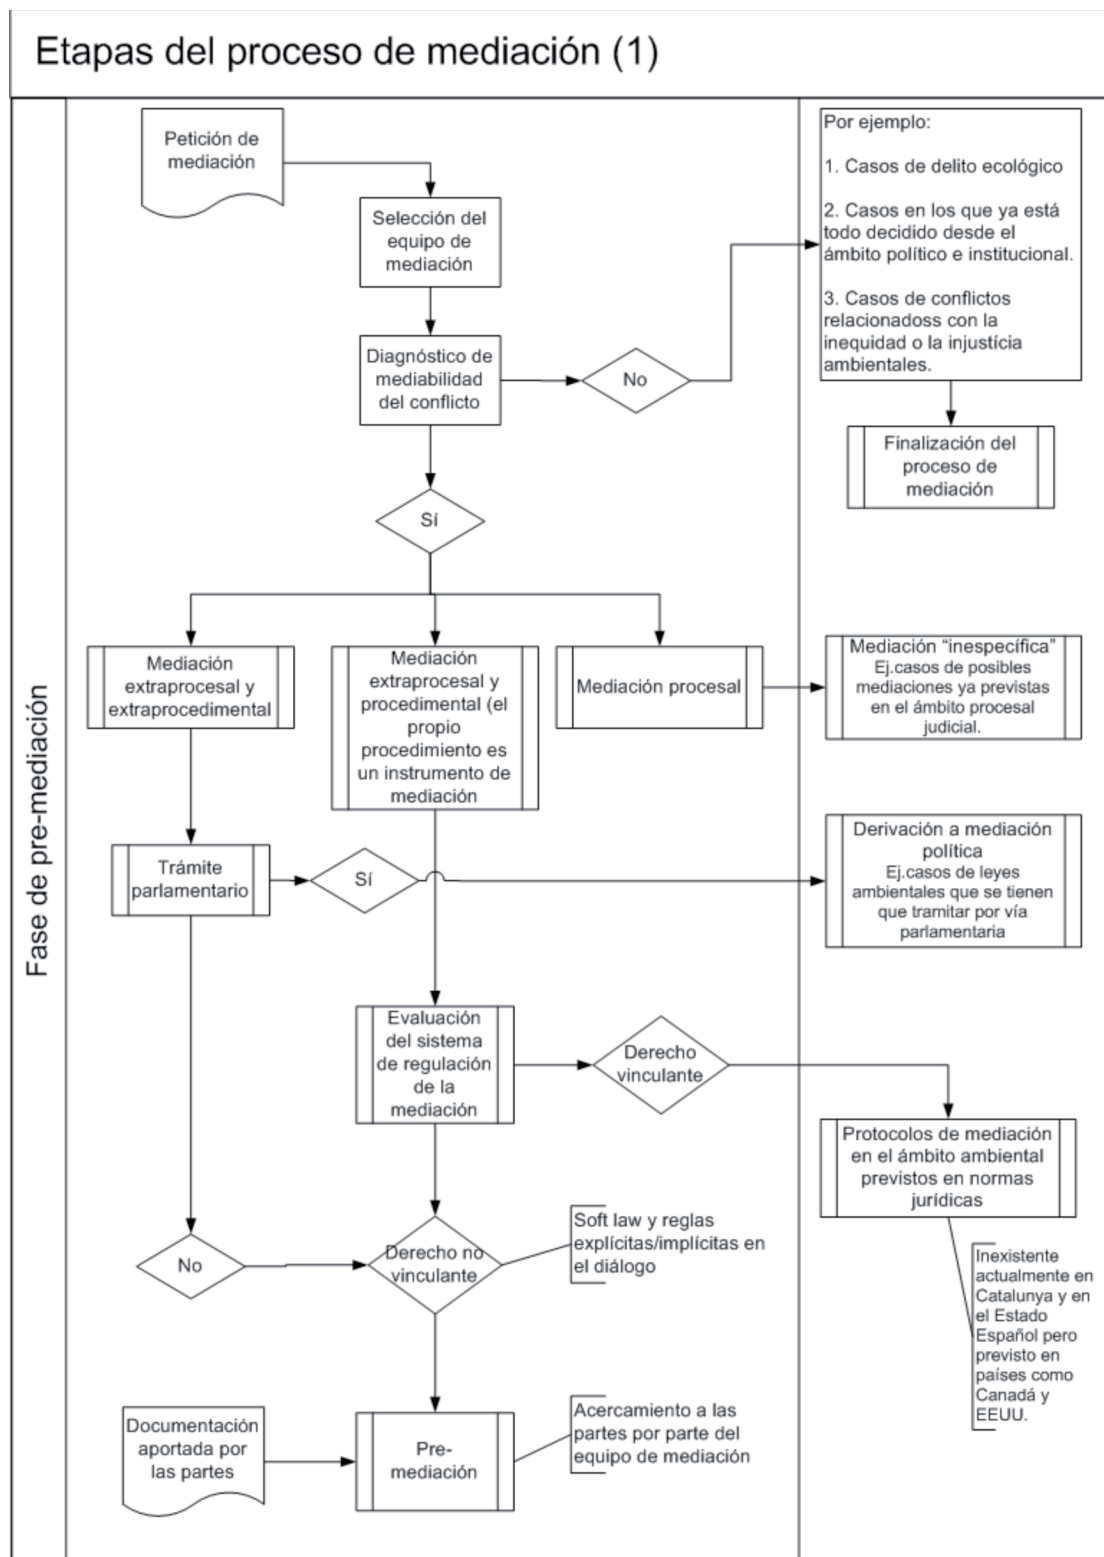 Etapas del proceso de mediación (1)
Fase de pre-mediación
Petición de
mediación
Selección del
equipo de
mediación
Diagnóstico de
mediabilidad
del conflicto
No
Por ejemplo:
1. Casos de delito ecológico
2. Casos en los que ya está
todo decidido desde el
ámbito político e institucional.
3. Casos de conflictos
relacionadoss con la
inequidad o la injustícia
ambientales.
Finalización del
proceso de
mediación
Sí
Mediación
extraprocesal y
extraprocedimental
Mediación
extraprocesal y
procedimental (el
propio
procedimiento es
un instrumento de
mediación
Mediación procesal
Mediación “inespecífica”
Ej.casos de posibles
mediaciones ya previstas
en el ámbito procesal
judicial.
Trámite
parlamentario
Sí
Derivación a mediación
política
Ej.casos de leyes
ambientales que se tienen
que tramitar por vía
parlamentaria
Evaluación
del sistema
de regulación
de la
mediación
Derecho
vinculante
Protocolos de mediación
en el ámbito ambiental
previstos en normas
jurídicas
No
Derecho no
vinculante
Soft law y reglas
explícitas/implícitas en
el diálogo
Inexistente
actualmente en
Catalunya y en
el Estado
Español pero
previsto en
países como
Canadá y
EEUU.
Documentación
aportada por
las partes
Pre-
mediación
Acercamiento a las
partes por parte del
equipo de mediación